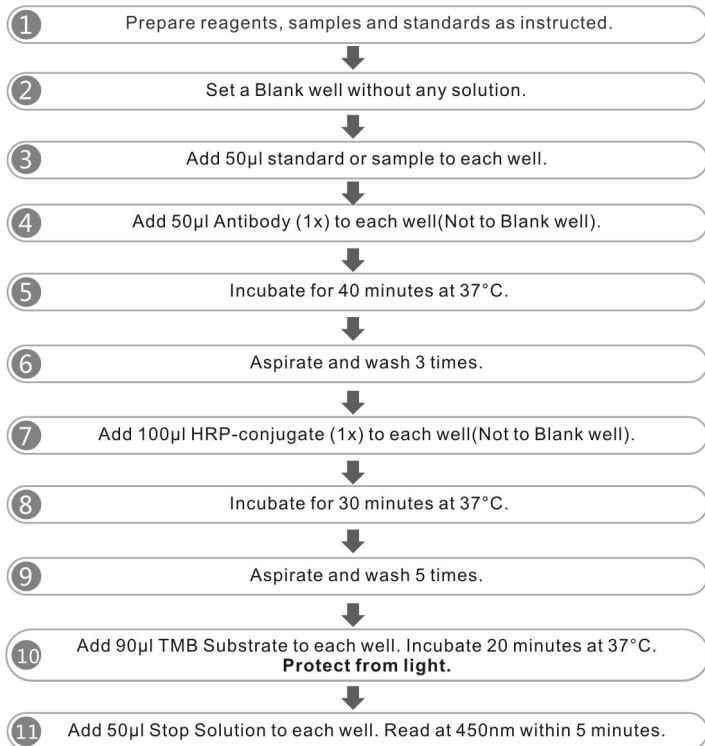 1 Prepare reagents, samples and standards as instructed.
2 Set a Blank well without any solution.
3 Add 50μl standard or sample to each well.
4 Add 50μl Antibody (1x) to each well(Not to Blank well).
5 Incubate for 40 minutes at 37°C.
6 Aspirate and wash 3 times.
7 Add 100μl HRP-conjugate (1x) to each well(Not to Blank well).
8 Incubate for 30 minutes at 37°C.
9 Aspirate and wash 5 times.
10 Add 90μl TMB Substrate to each well. Incubate 20 minutes at 37°C.
Protect from light.
11 Add 50μl Stop Solution to each well. Read at 450nm within 5 minutes.